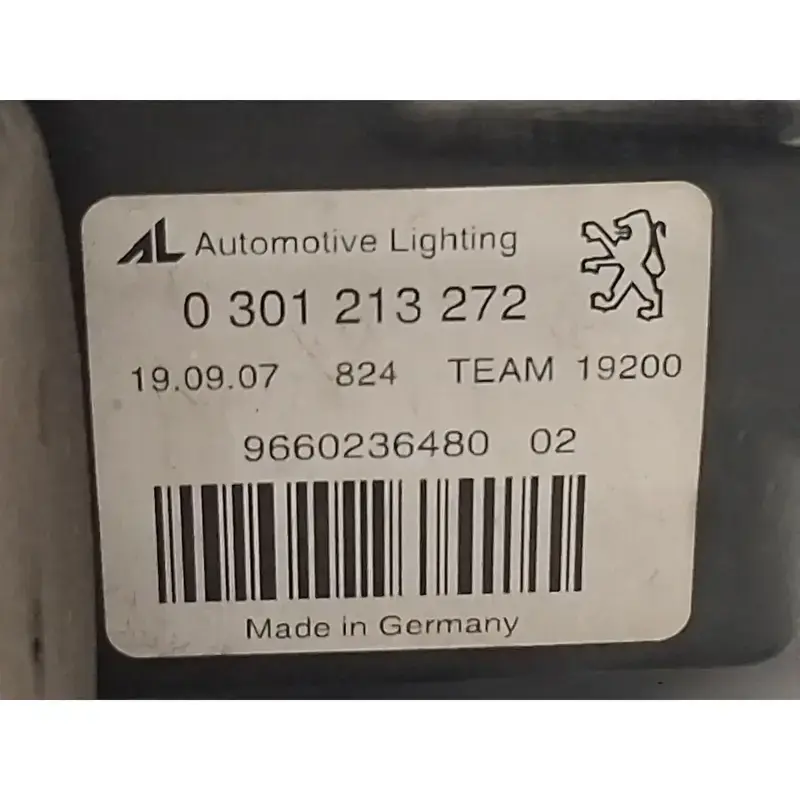 AL Automotive Lighting
0 301 213 272
19.09.07 824 TEAM 19200
9660236480 02
Made in Germany